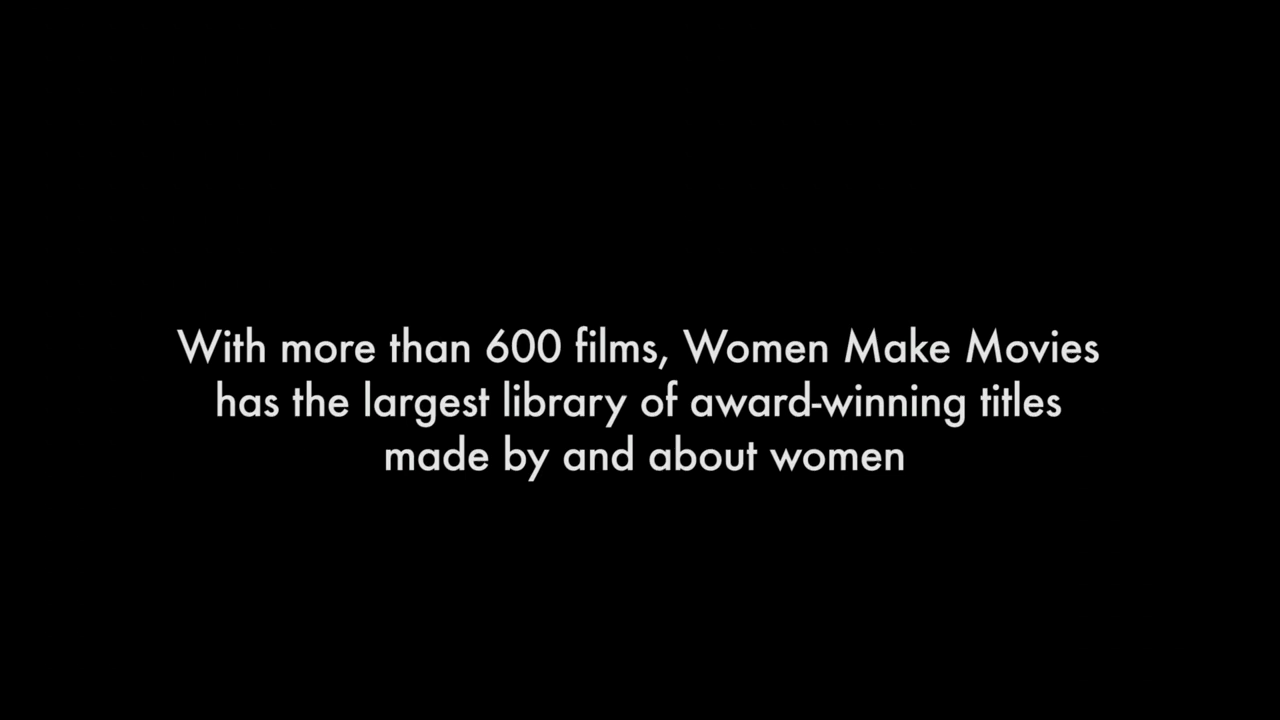 With more than 600 films, Women Make Movies
has the largest library of award-winning titles
made by and about women